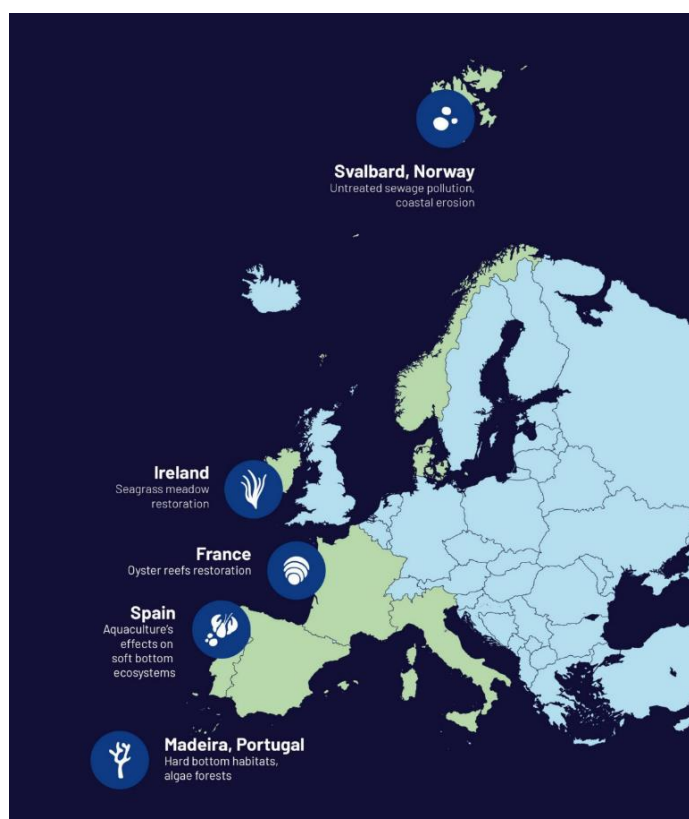 Svalbard, Norway
Untreated sewage pollution,
coastal erosion
Ireland
Seagrass meadow
restoration
France
Oyster reefs restoration
Spain
Aquaculture's
effects on
soft bottom
ecosystems
Madeira, Portugal
Hard bottom habitats,
algae forests